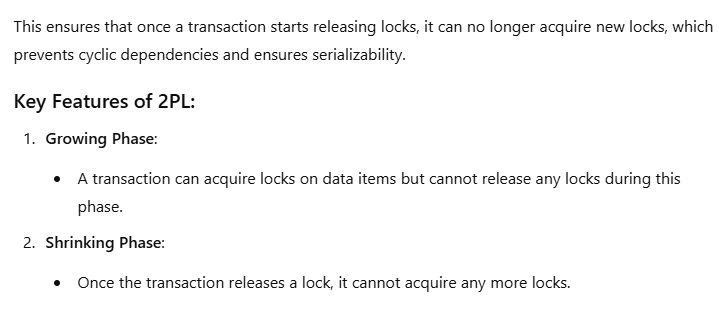 This ensures that once a transaction starts releasing locks, it can no longer acquire new locks, which
prevents cyclic dependencies and ensures serializability.
Key Features of 2PL:
1. Growing Phase:
• A transaction can acquire locks on data items but cannot release any locks during this
phase.
2. Shrinking Phase:
• Once the transaction releases a lock, it cannot acquire any more locks.